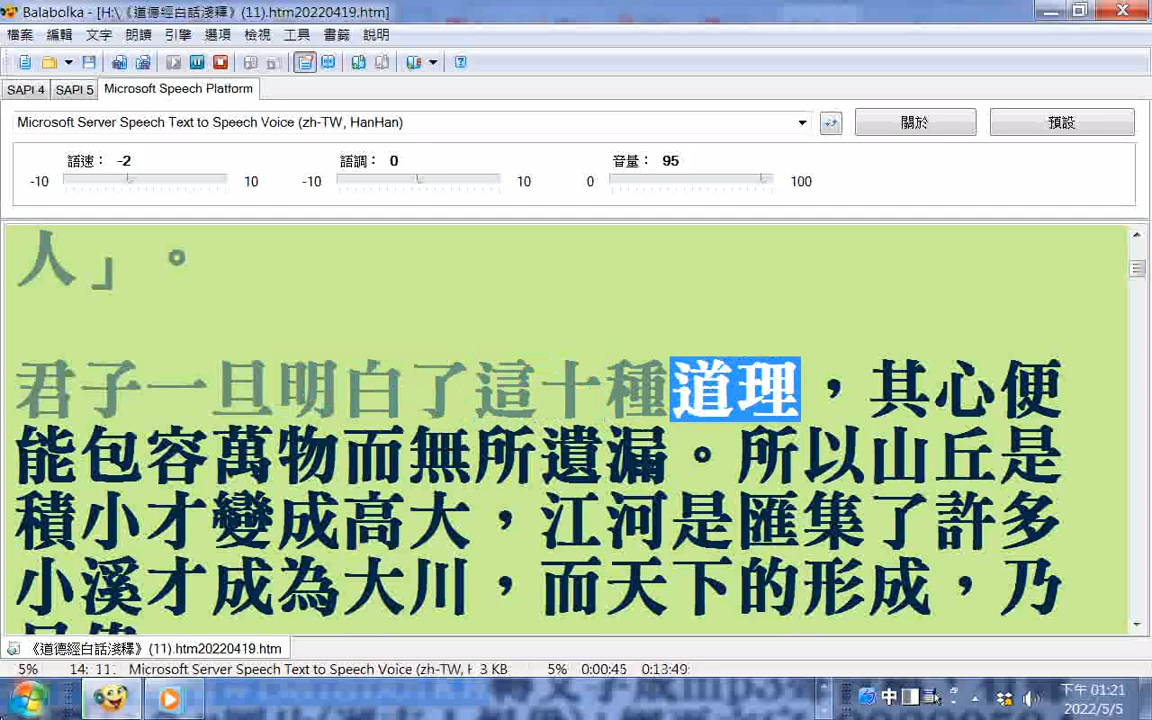 Balabolka - [H:\《道德經白話淺釋》(11).htm20220419.htm]
檔案 編輯 文字 朗讀 引擎 選項 檢視 工具 書籤 說明
SAPI 4 SAPI 5 Microsoft Speech Platform
Microsoft Server Speech Text to Speech Voice (zh-TW, HanHan) 關於 預設
語速： -2 語調： 0 音量： 95
-10 10 -10 10 0 100
人」。
君子一旦明白了這十種道理，其心便
能包容萬物而無所遺漏。所以山丘是
積小才變成高大，江河是匯集了許多
小溪才成為大川，而天下的形成，乃
《道德經白話淺釋》(11).htm20220419.htm
5% 14: 11: Microsoft Server Speech Text to Speech Voice (zh-TW, H 3 KB 5% 0:00:45 0:13:49
中 下午 01:21
2022/5/5